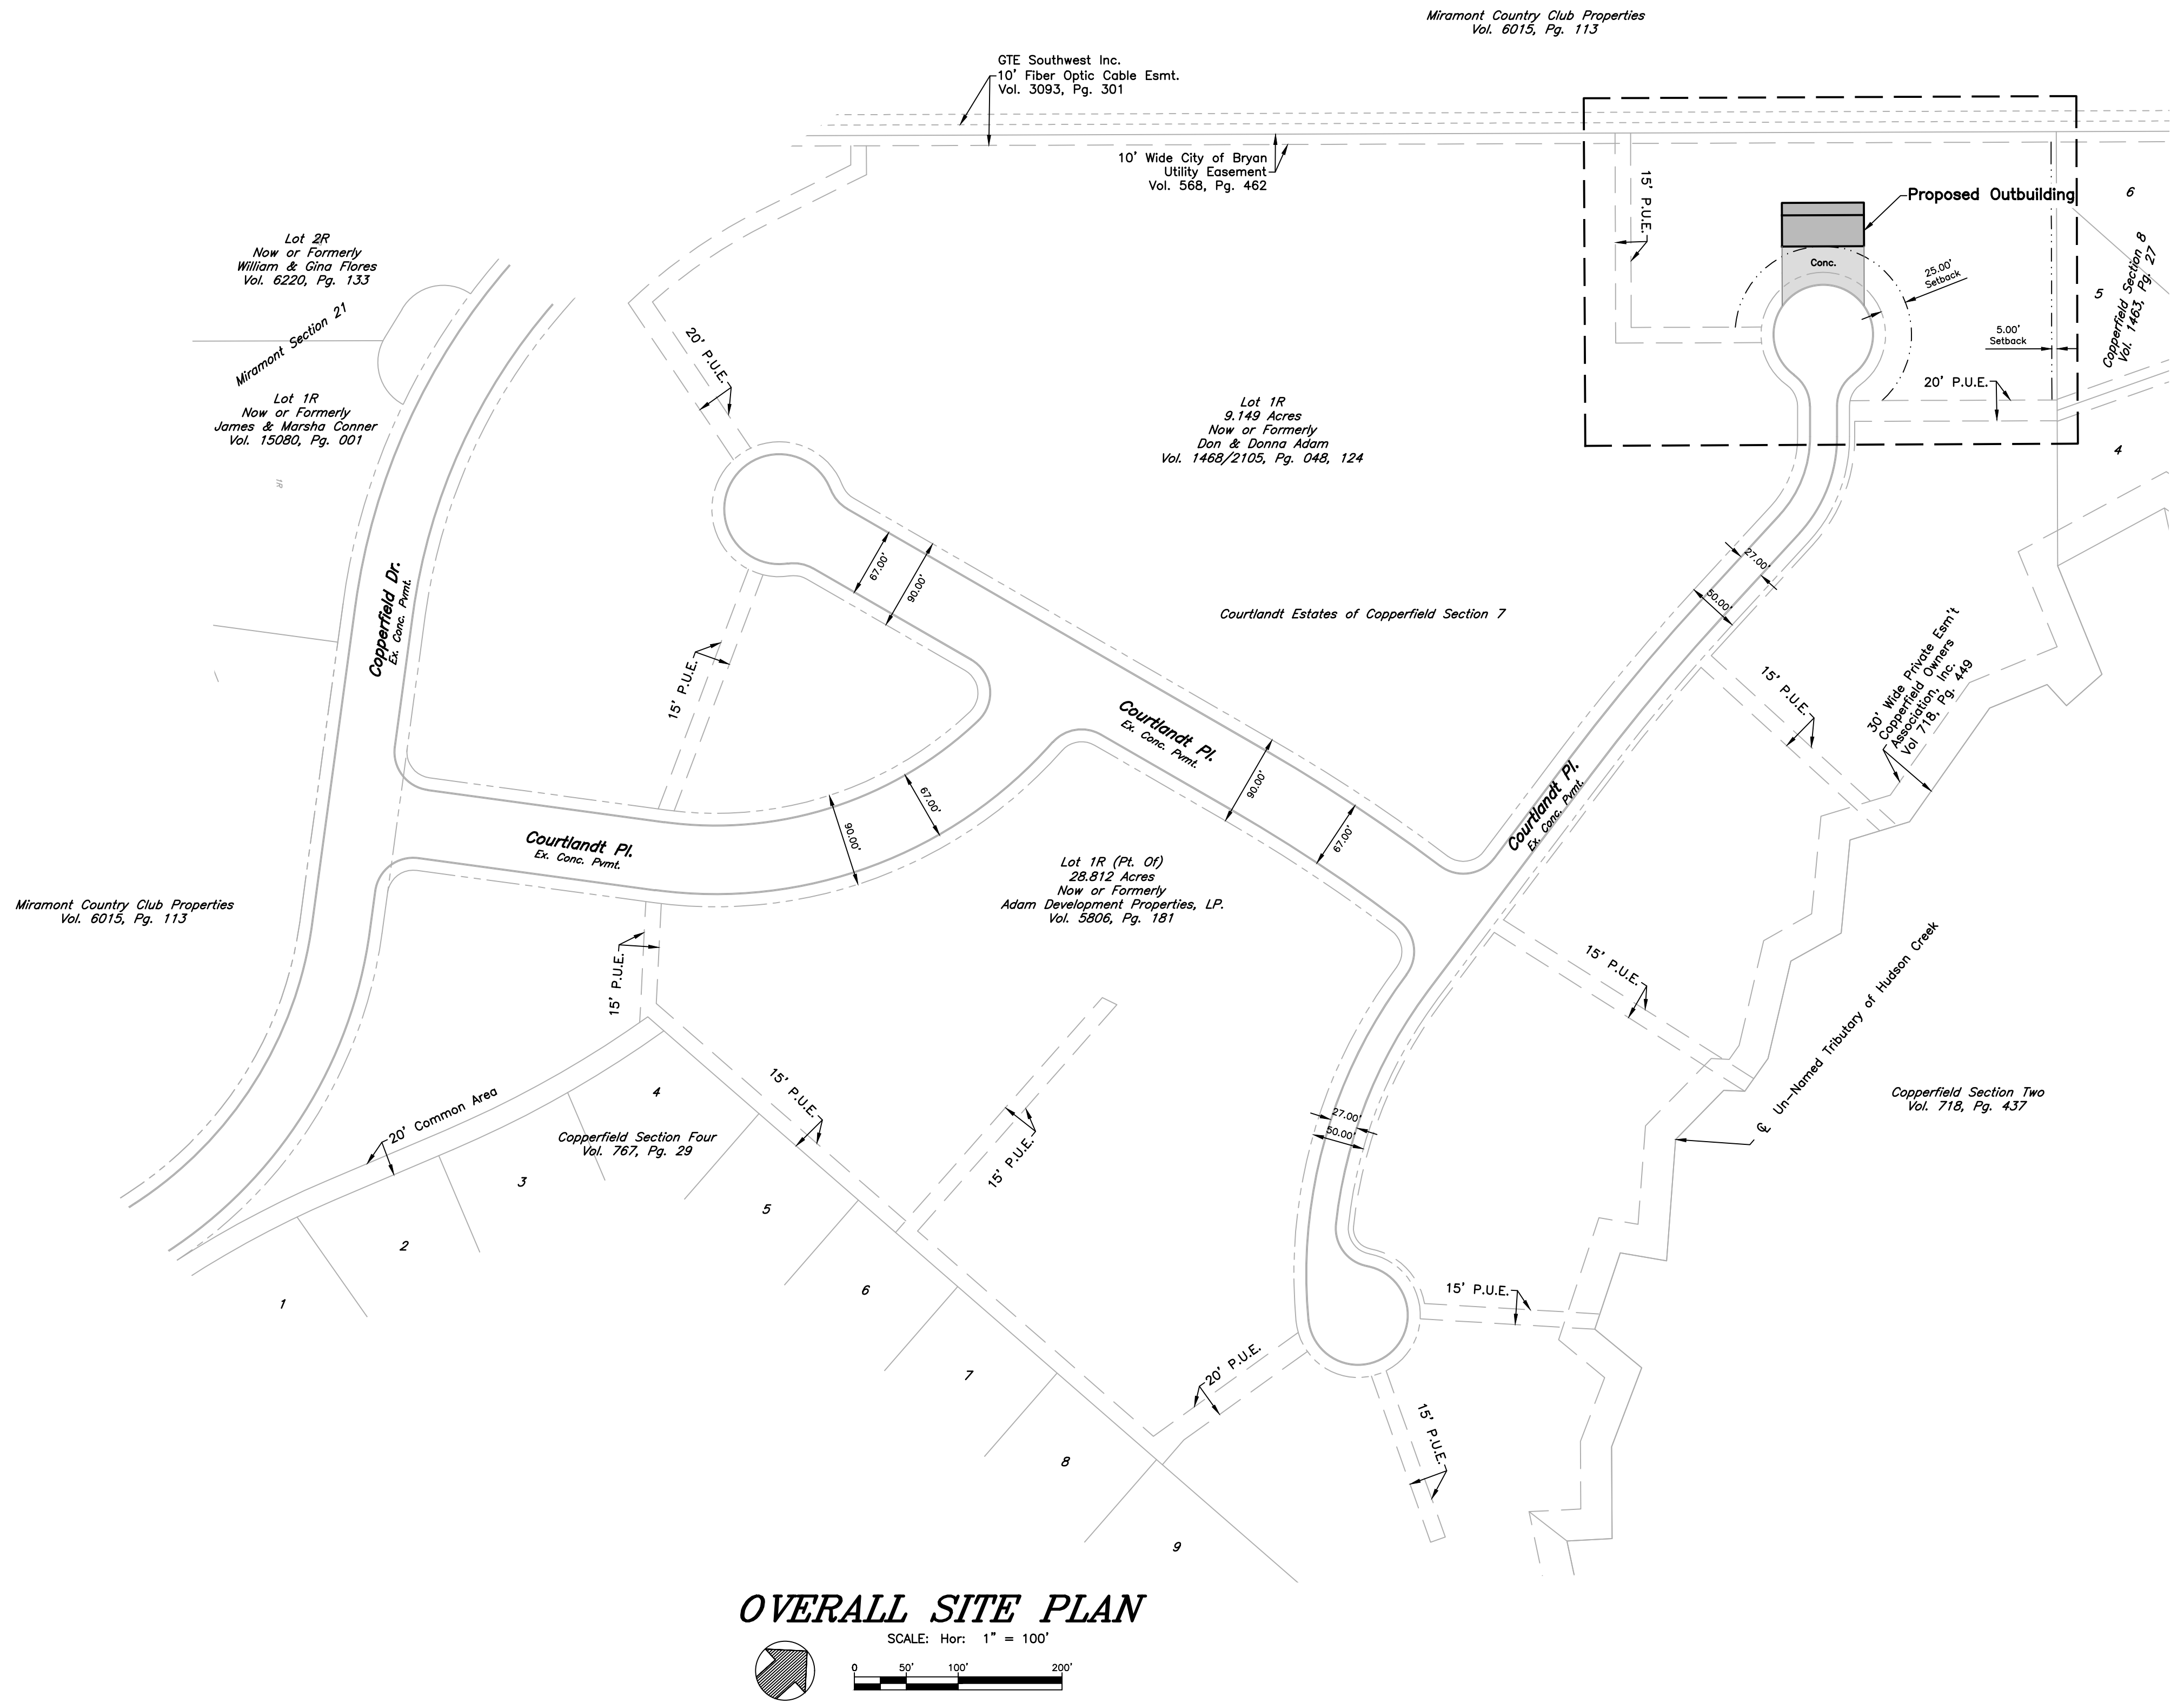 Miramont Country Club Properties
Vol. 6015, Pg. 113
GTE Southwest Inc.
10' Fiber Optic Cable Esmt.
Vol. 3093, Pg. 301
10' Wide City of Bryan
Utility Easement
Vol. 568, Pg. 462
15' P.U.E.
Proposed Outbuilding
6
Copperfield Section 8
Vol. 1463, Pg. 27
5
Conc.
25.00'
Setback
5.00'
Setback
20' P.U.E.
4
Lot 2R
Now or Formerly
William & Gina Flores
Vol. 6220, Pg. 133
Miramont Section 21
Lot 1R
Now or Formerly
James & Marsha Conner
Vol. 15080, Pg. 001
1R
20' P.U.E.
Lot 1R
9.149 Acres
Now or Formerly
Don & Donna Adam
Vol. 1468/2105, Pg. 048, 124
Copperfield Dr.
Ex. Conc. Pvmt.
67.00'
90.00'
Courtlandt Estates of Copperfield Section 7
27.00'
50.00'
15' P.U.E.
15' P.U.E.
30' Wide Private Esm't
Copperfield Owners
Association, Inc.
Vol 718, Pg. 449
Courtlandt Pl.
Ex. Conc. Pvmt.
90.00'
67.00'
Courtlandt Pl.
Ex. Conc. Pvmt.
67.00'
90.00'
Courtlandt Pl.
Ex. Conc. Pvmt.
Lot 1R (Pt. Of)
28.812 Acres
Now or Formerly
Adam Development Properties, LP.
Vol. 5806, Pg. 181
Miramont Country Club Properties
Vol. 6015, Pg. 113
15' P.U.E.
15' P.U.E.
℄ Un-Named Tributary of Hudson Creek
Copperfield Section Two
Vol. 718, Pg. 437
20' Common Area
4
15' P.U.E.
Copperfield Section Four
Vol. 767, Pg. 29
15' P.U.E.
27.00'
50.00'
3
5
2
1
6
15' P.U.E.
7
20' P.U.E.
15' P.U.E.
8
9
OVERALL SITE PLAN
SCALE: Hor: 1" = 100'
0 50' 100' 200'